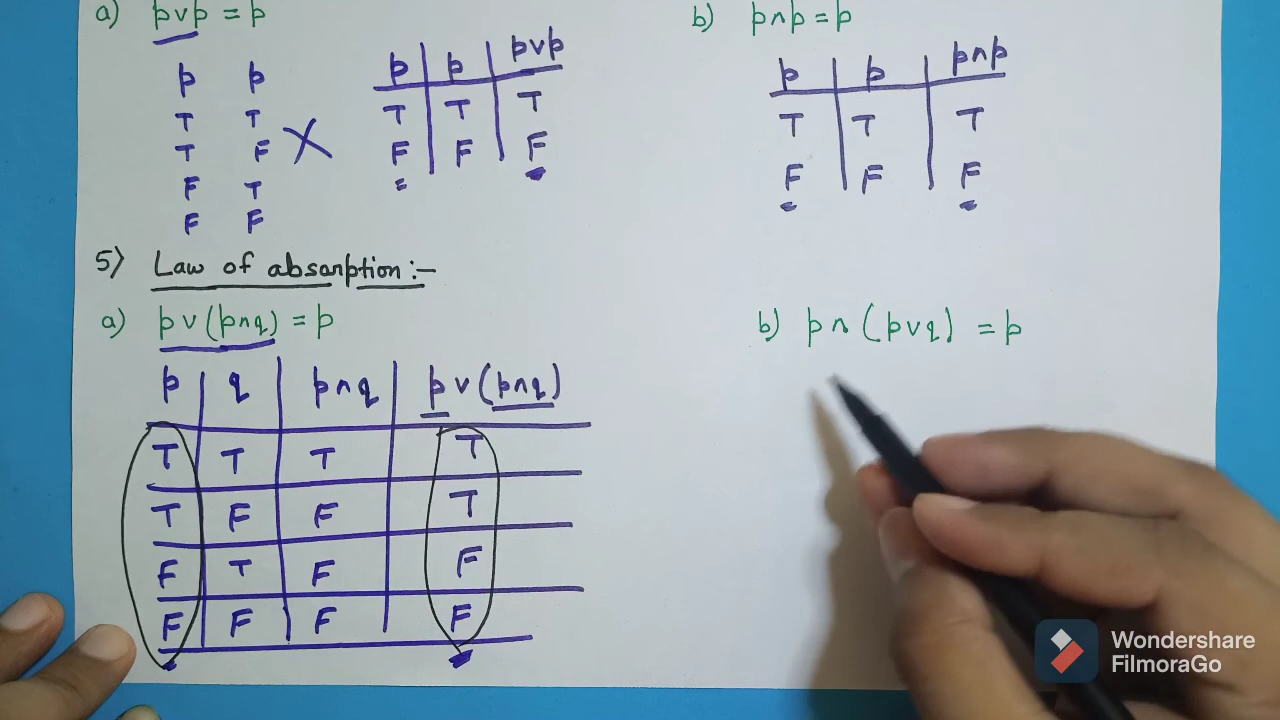 a) p∨p = p
p p p∨p
p p
T T T
T T
T F F F F
F T
F F
b) p∧p = p
p p p∧p
T T T
F F F
5) Law of absorption :-
a) p∨(p∧q) = p
p q p∧q p∨(p∧q)
T T T T
T F F T
F T F F
F F F F
b) p∧(p∨q) = p
Wondershare
FilmoraGo